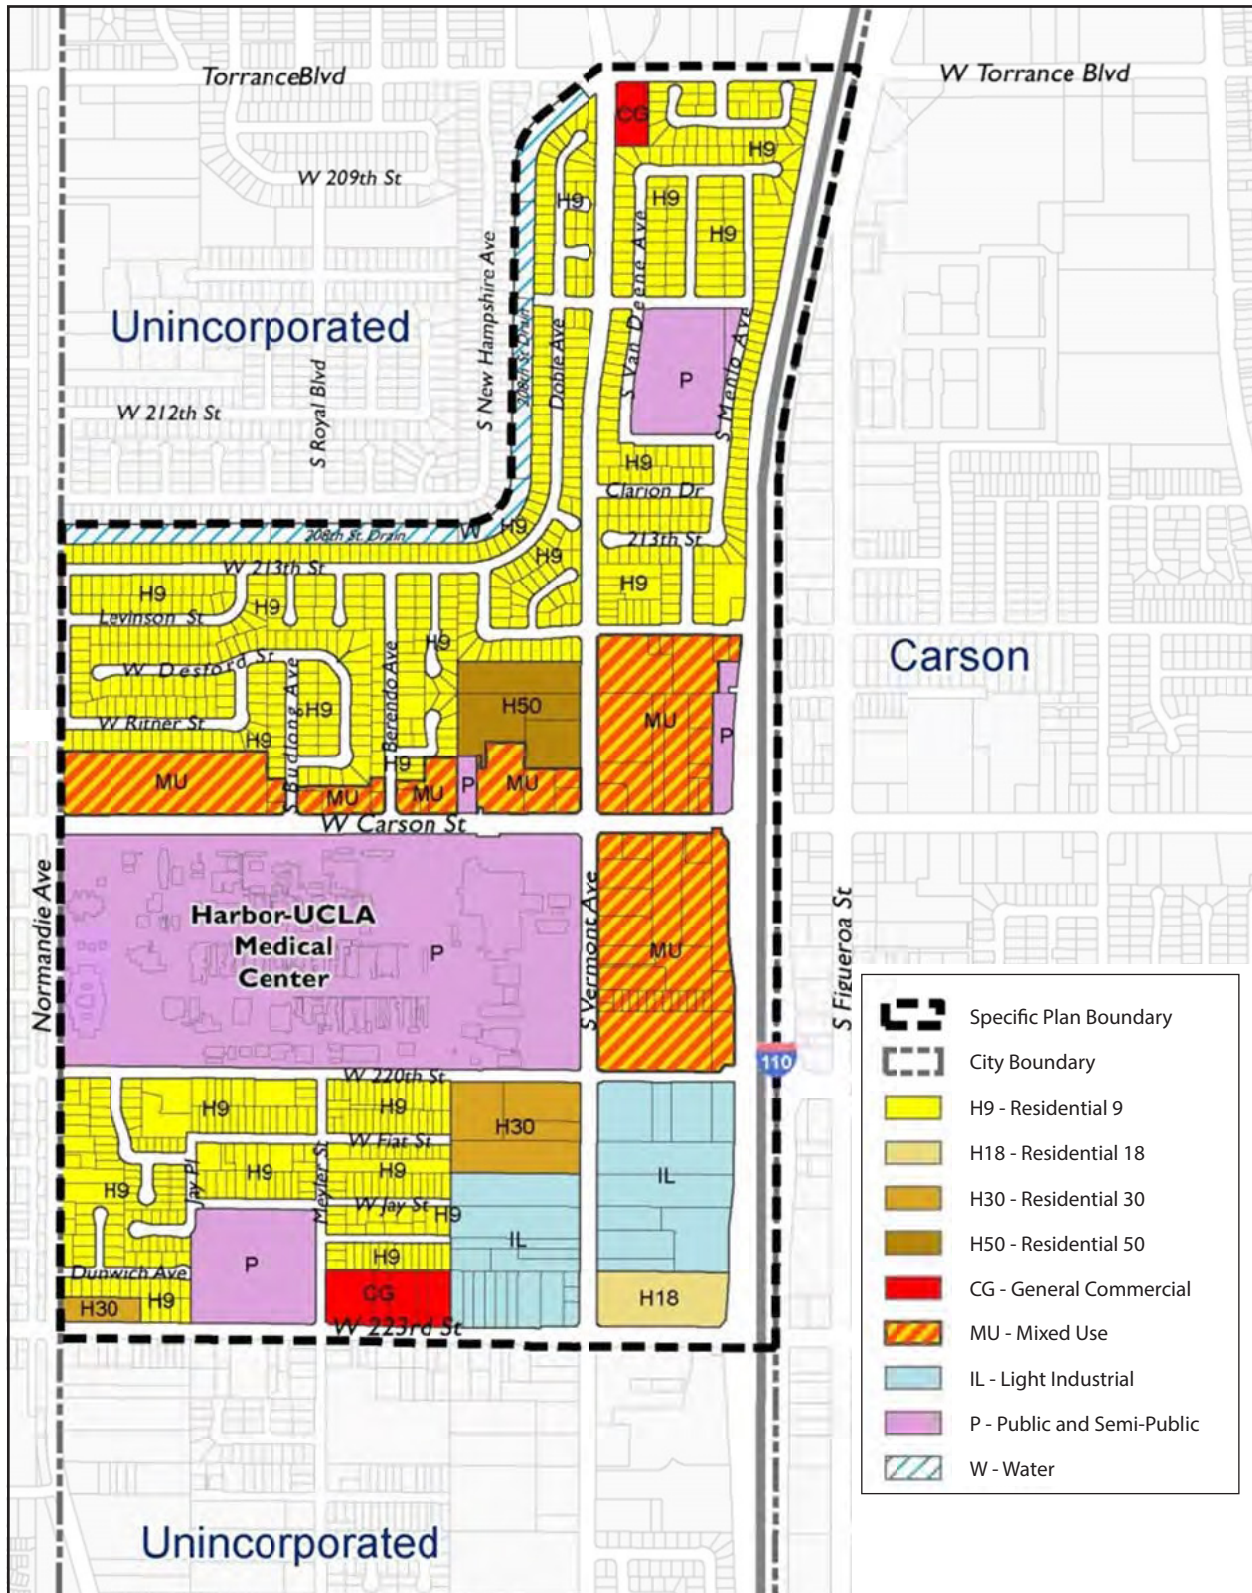 TorranceBlvd
W Torrance Blvd
CG
H9
W 209th St
H9
H9
H9
S New Hampshire Ave
S Van Deene Ave
Unincorporated
208th St Drain
Doble Ave
S Menlo Ave
S Royal Blvd
P
W 212th St
H9
Clarion Dr
208th St. Drain
W
H9
213th St
W 213th St
H9
H9
H9
H9
Levinson St
H9
Carson
W Desford St
S Budlong Ave
Berendo Ave
H50
H9
MU
P
W Ritner St
H9
H9
MU
MU
MU
P
MU
W Carson St
Normandie Ave
Harbor-UCLA
Medical
Center
P
S Vermont Ave
MU
S Figueroa St
110
W 220th St
H9
H9
H30
W Fiat St
Jay Pl
Meyler St
H9
H9
IL
H9
W Jay St
H9
IL
P
H9
Dunwich Ave
H30
H9
CG
H18
W 223rd St
Unincorporated
Specific Plan Boundary
City Boundary
H9 - Residential 9
H18 - Residential 18
H30 - Residential 30
H50 - Residential 50
CG - General Commercial
MU - Mixed Use
IL - Light Industrial
P - Public and Semi-Public
W - Water